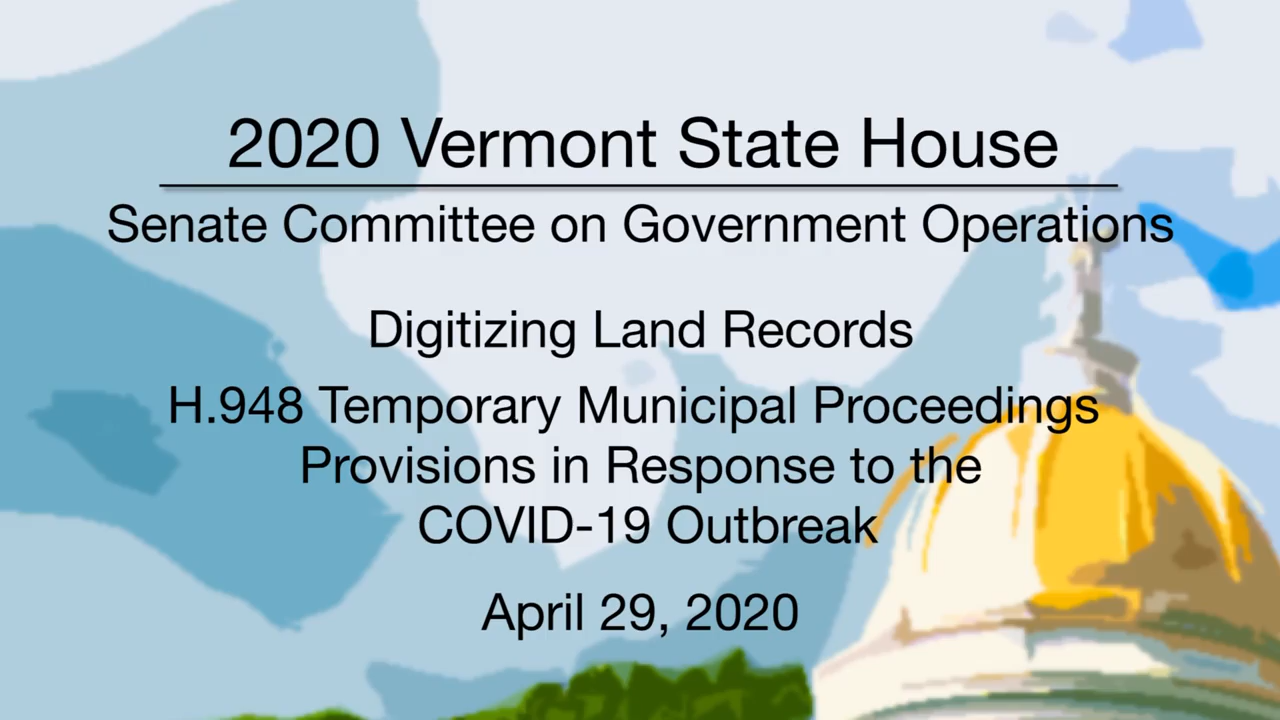 2020 Vermont State House
Senate Committee on Government Operations
Digitizing Land Records
H.948 Temporary Municipal Proceedings
Provisions in Response to the
COVID-19 Outbreak
April 29, 2020